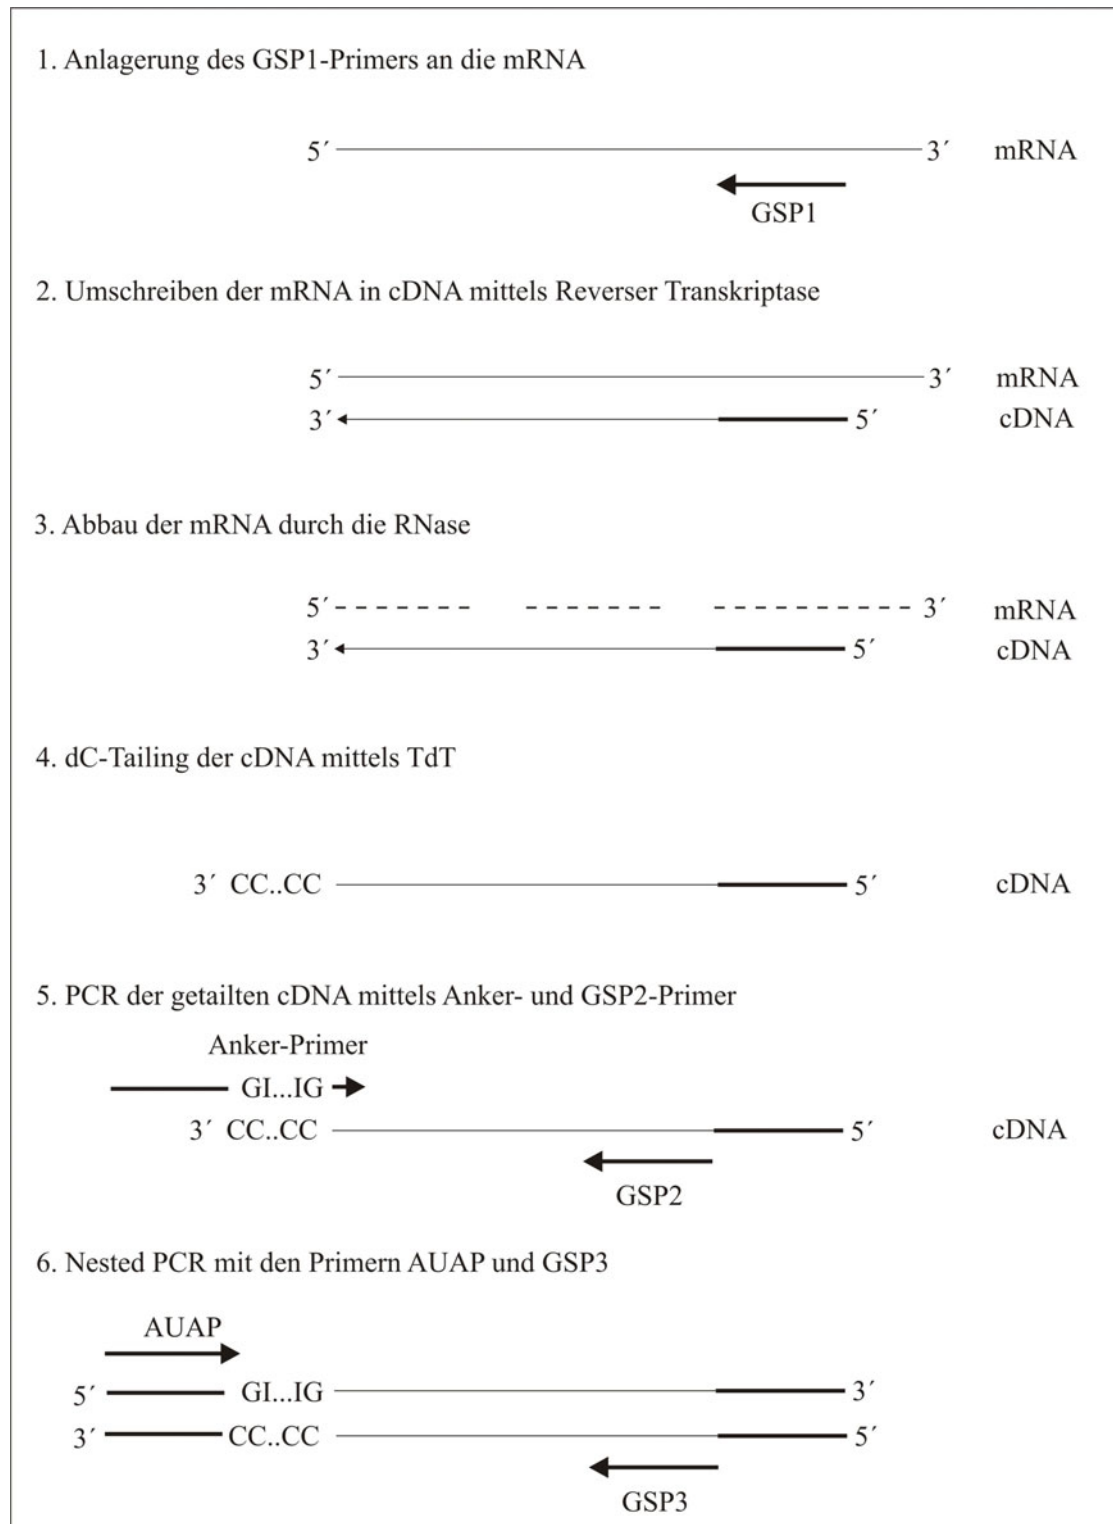 1. Anlagerung des GSP1-Primers an die mRNA
5´ 3´ mRNA
GSP1
2. Umschreiben der mRNA in cDNA mittels Reverser Transkriptase
5´ 3´ mRNA
3´ 5´ cDNA
3. Abbau der mRNA durch die RNase
5´ 3´ mRNA
3´ 5´ cDNA
4. dC-Tailing der cDNA mittels TdT
3´ CC..CC 5´ cDNA
5. PCR der getailten cDNA mittels Anker- und GSP2-Primer
Anker-Primer
GI...IG
3´ CC..CC 5´ cDNA
GSP2
6. Nested PCR mit den Primern AUAP und GSP3
AUAP
5´ GI...IG 3´
3´ CC..CC 5´
GSP3